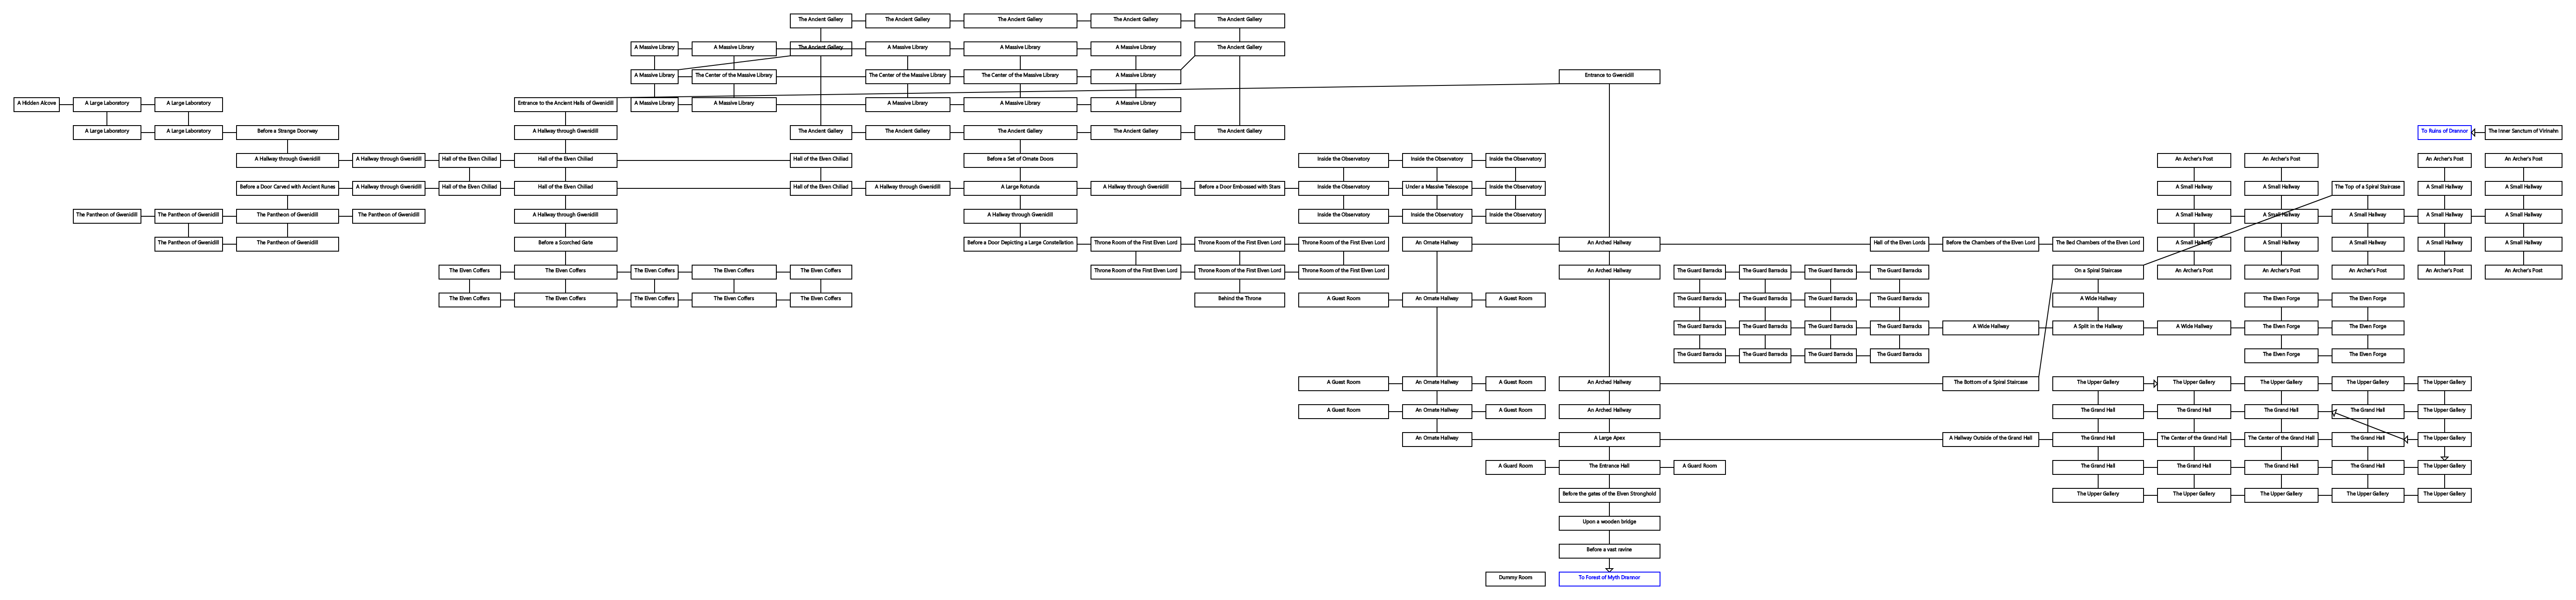 The Ancient Gallery The Ancient Gallery The Ancient Gallery The Ancient Gallery The Ancient Gallery
A Massive Library A Massive Library The Ancient Gallery A Massive Library A Massive Library A Massive Library The Ancient Gallery
A Massive Library The Center of the Massive Library The Center of the Massive Library The Center of the Massive Library A Massive Library Entrance to Gwenidill
A Hidden Alcove A Large Laboratory A Large Laboratory Entrance to the Ancient Halls of Gwenidill A Massive Library A Massive Library A Massive Library A Massive Library A Massive Library
A Large Laboratory A Large Laboratory Before a Strange Doorway A Hallway through Gwenidill The Ancient Gallery The Ancient Gallery The Ancient Gallery The Ancient Gallery The Ancient Gallery To Ruins of Drannor The Inner Sanctum of Virinahn
A Hallway through Gwenidill A Hallway through Gwenidill Hall of the Elven Chiliad Hall of the Elven Chiliad Hall of the Elven Chiliad Before a Set of Ornate Doors Inside the Observatory Inside the Observatory Inside the Observatory An Archer's Post An Archer's Post An Archer's Post An Archer's Post
Before a Door Carved with Ancient Runes A Hallway through Gwenidill Hall of the Elven Chiliad Hall of the Elven Chiliad Hall of the Elven Chiliad A Hallway through Gwenidill A Large Rotunda A Hallway through Gwenidill Before a Door Embossed with Stars Inside the Observatory Under a Massive Telescope Inside the Observatory A Small Hallway A Small Hallway The Top of a Spiral Staircase A Small Hallway A Small Hallway
The Pantheon of Gwenidill The Pantheon of Gwenidill The Pantheon of Gwenidill The Pantheon of Gwenidill A Hallway through Gwenidill A Hallway through Gwenidill Inside the Observatory Inside the Observatory Inside the Observatory A Small Hallway A Small Hallway A Small Hallway A Small Hallway A Small Hallway
The Pantheon of Gwenidill The Pantheon of Gwenidill Before a Scorched Gate Before a Door Depicting a Large Constellation Throne Room of the First Elven Lord Throne Room of the First Elven Lord Throne Room of the First Elven Lord An Ornate Hallway An Arched Hallway Hall of the Elven Lords Before the Chambers of the Elven Lord The Bed Chambers of the Elven Lord A Small Hallway A Small Hallway A Small Hallway A Small Hallway A Small Hallway
The Elven Coffers The Elven Coffers The Elven Coffers The Elven Coffers The Elven Coffers Throne Room of the First Elven Lord Throne Room of the First Elven Lord Throne Room of the First Elven Lord An Arched Hallway The Guard Barracks The Guard Barracks The Guard Barracks The Guard Barracks On a Spiral Staircase An Archer's Post An Archer's Post An Archer's Post An Archer's Post An Archer's Post
The Elven Coffers The Elven Coffers The Elven Coffers The Elven Coffers The Elven Coffers Behind the Throne A Guest Room An Ornate Hallway A Guest Room The Guard Barracks The Guard Barracks The Guard Barracks The Guard Barracks A Wide Hallway The Elven Forge The Elven Forge
The Guard Barracks The Guard Barracks The Guard Barracks The Guard Barracks A Wide Hallway A Split in the Hallway A Wide Hallway The Elven Forge The Elven Forge
The Guard Barracks The Guard Barracks The Guard Barracks The Guard Barracks The Elven Forge The Elven Forge
A Guest Room An Ornate Hallway A Guest Room An Arched Hallway The Bottom of a Spiral Staircase The Upper Gallery The Upper Gallery The Upper Gallery The Upper Gallery The Upper Gallery
A Guest Room An Ornate Hallway A Guest Room An Arched Hallway The Grand Hall The Grand Hall The Grand Hall The Grand Hall The Upper Gallery
An Ornate Hallway A Large Apex A Hallway Outside of the Grand Hall The Grand Hall The Center of the Grand Hall The Center of the Grand Hall The Grand Hall The Upper Gallery
A Guard Room The Entrance Hall A Guard Room The Grand Hall The Grand Hall The Grand Hall The Grand Hall The Upper Gallery
Before the gates of the Elven Stronghold The Upper Gallery The Upper Gallery The Upper Gallery The Upper Gallery The Upper Gallery
Upon a wooden bridge
Before a vast ravine
Dummy Room To Forest of Myth Drannor